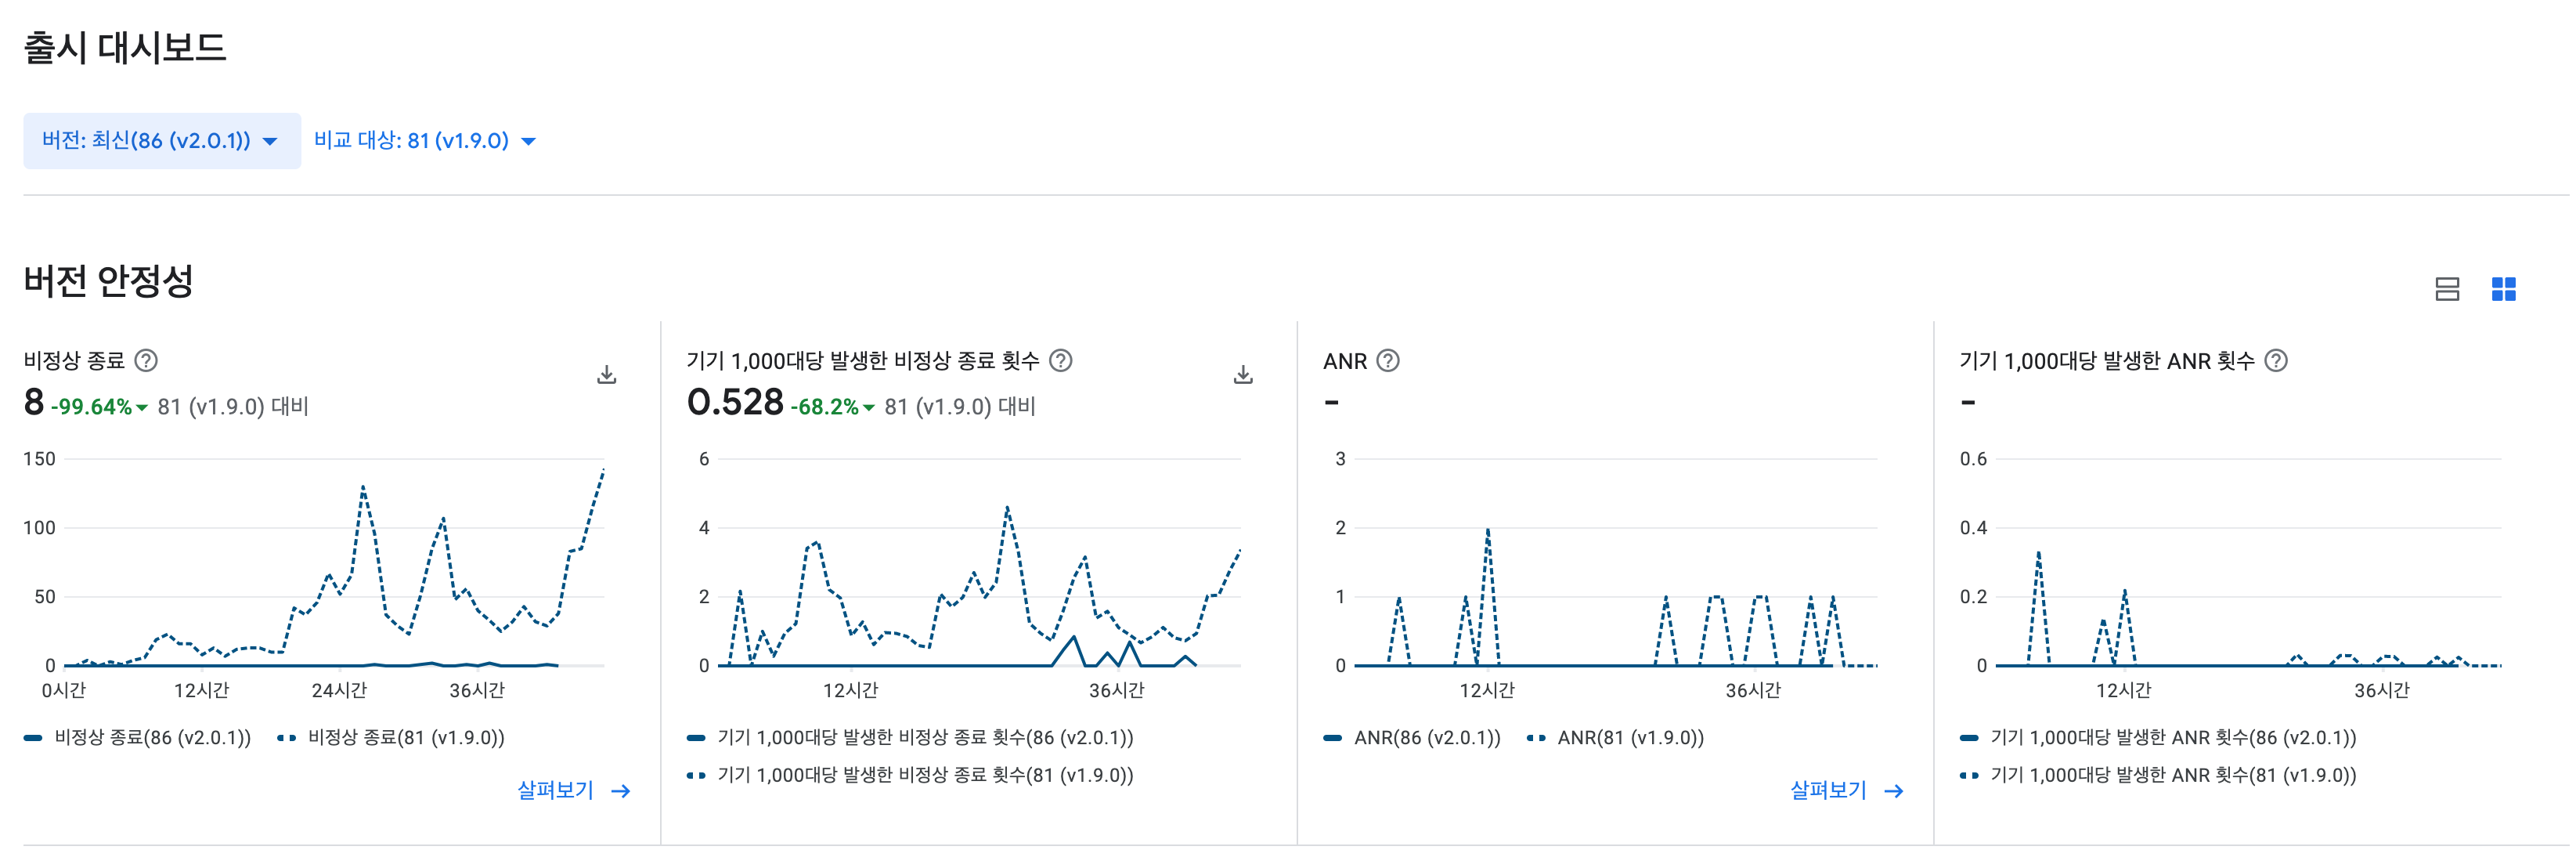 출시 대시보드
버전: 최신(86 (v2.0.1)) 비교 대상: 81 (v1.9.0)
버전 안정성
비정상 종료
8 -99.64% 81 (v1.9.0) 대비
150
100
50
0
0시간 12시간 24시간 36시간
비정상 종료(86 (v2.0.1)) 비정상 종료(81 (v1.9.0))
살펴보기
기기 1,000대당 발생한 비정상 종료 횟수
0.528 -68.2% 81 (v1.9.0) 대비
6
4
2
0
12시간 36시간
기기 1,000대당 발생한 비정상 종료 횟수(86 (v2.0.1))
기기 1,000대당 발생한 비정상 종료 횟수(81 (v1.9.0))
ANR
-
3
2
1
0
12시간 36시간
ANR(86 (v2.0.1)) ANR(81 (v1.9.0))
살펴보기
기기 1,000대당 발생한 ANR 횟수
-
0.6
0.4
0.2
0
12시간 36시간
기기 1,000대당 발생한 ANR 횟수(86 (v2.0.1))
기기 1,000대당 발생한 ANR 횟수(81 (v1.9.0))